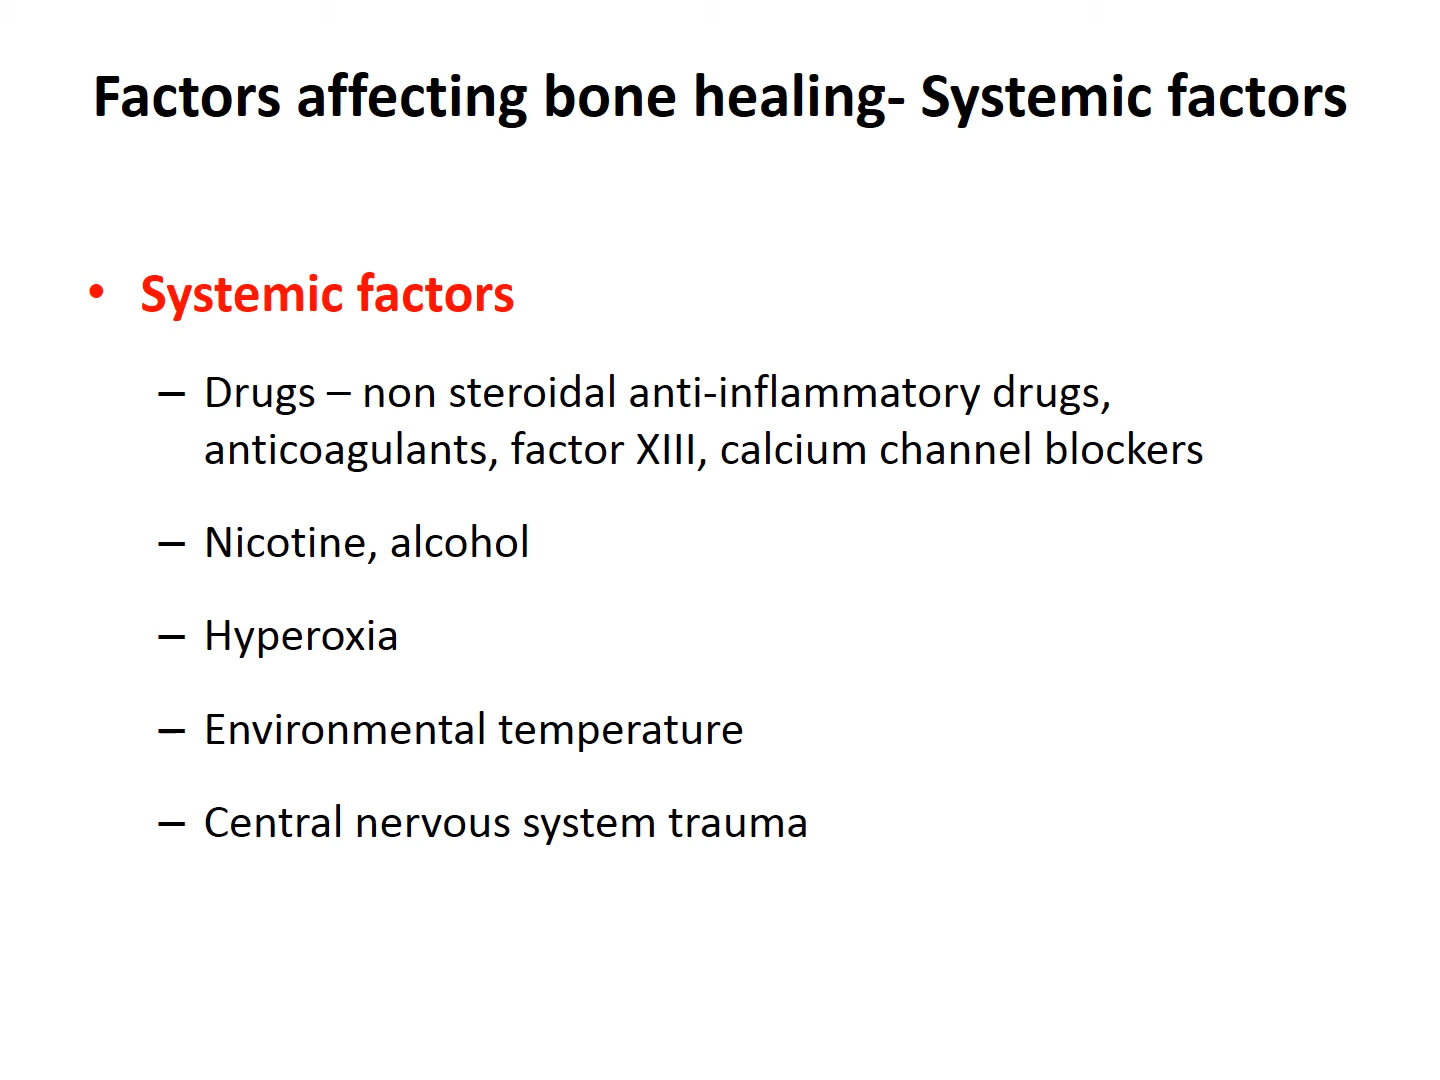 Factors affecting bone healing- Systemic factors
• Systemic factors
– Drugs – non steroidal anti-inflammatory drugs,
anticoagulants, factor XIII, calcium channel blockers
– Nicotine, alcohol
– Hyperoxia
– Environmental temperature
– Central nervous system trauma